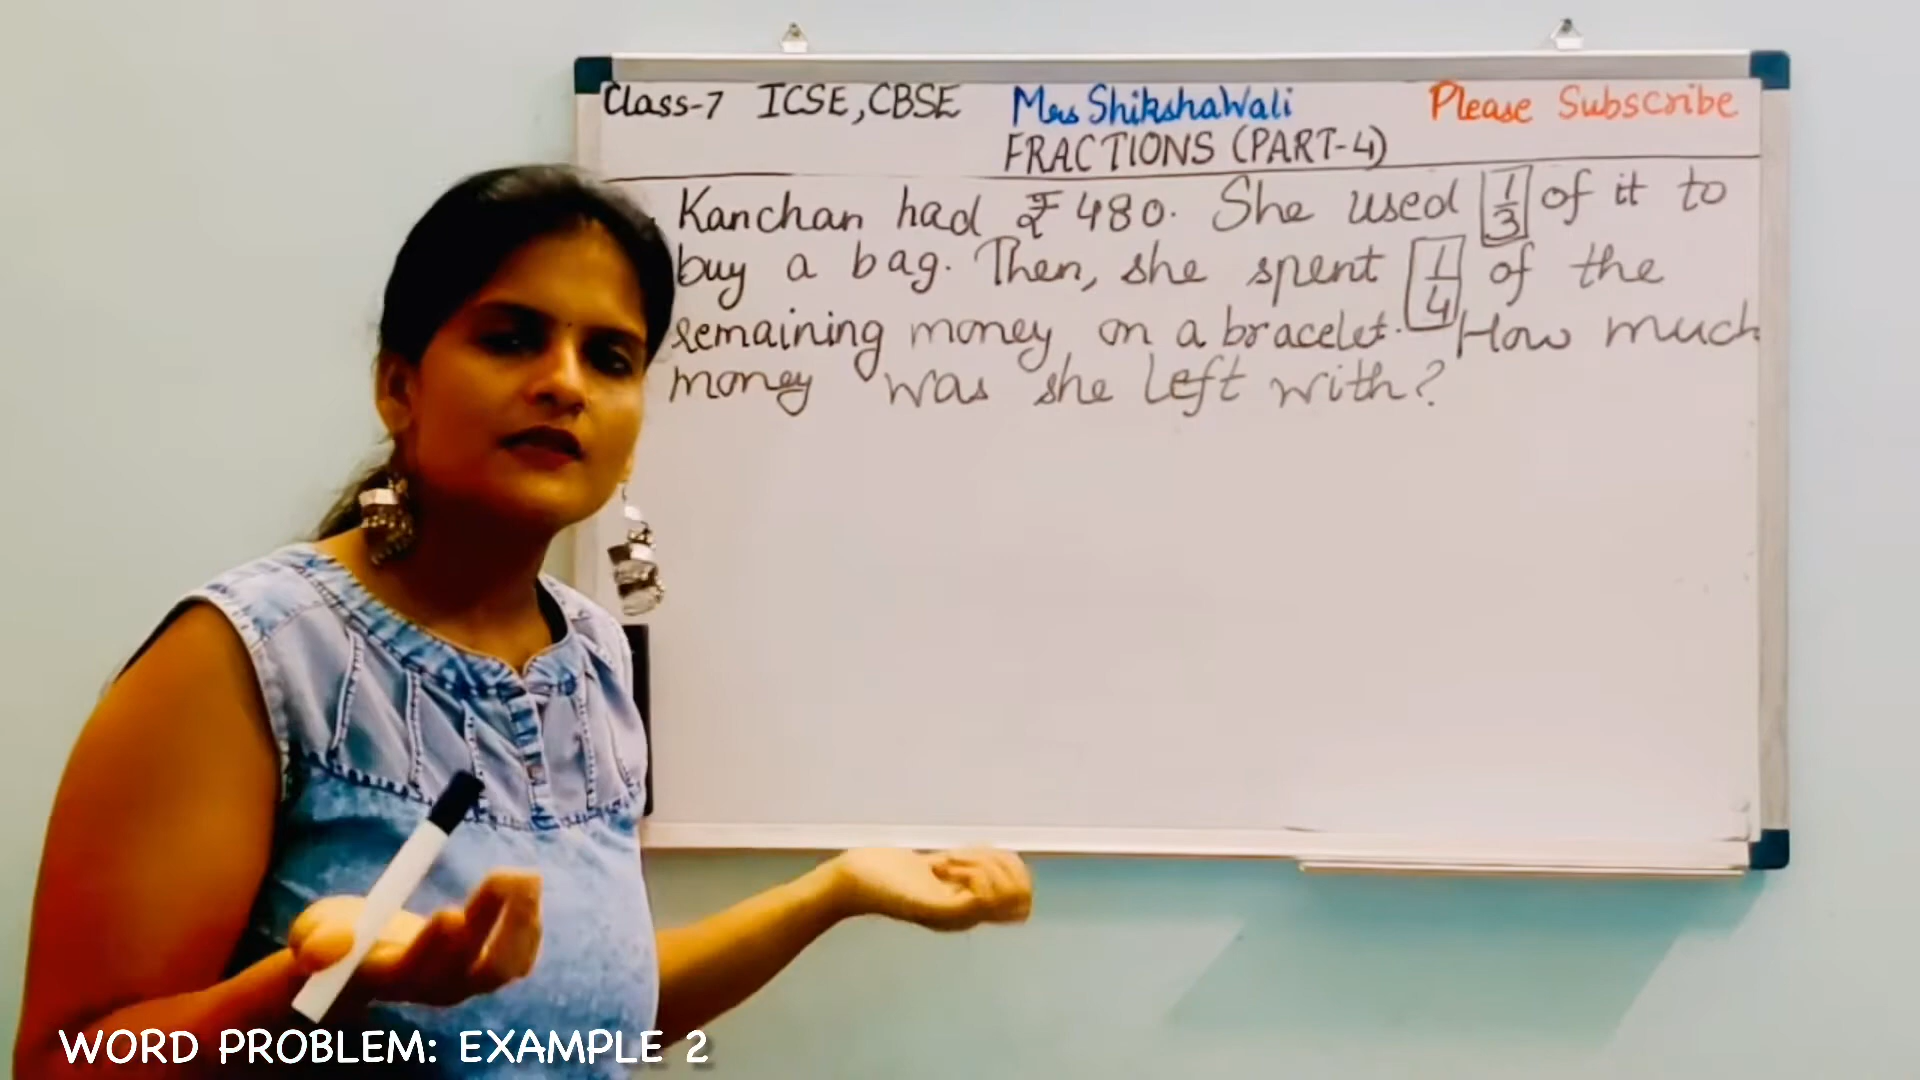 Class-7 ICSE, CBSE Mrs ShikshaWali Please Subscribe
FRACTIONS (PART-4)
Kanchan had ₹ 480. She used 1/3 of it to
buy a bag. Then, she spent 1/4 of the
remaining money on a bracelet. How much
money was she left with?
WORD PROBLEM: EXAMPLE 2